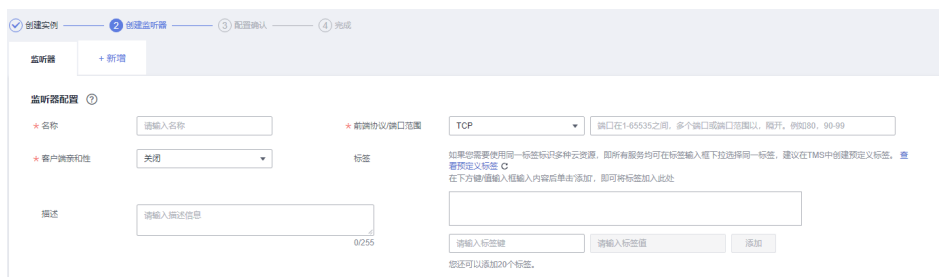 创建实例 2 创建监听器 3 配置确认 4 完成
监听器 + 新增
监听器配置 ?
* 名称 请输入名称 * 前端协议/端口范围 TCP 端口在1-65535之间，多个端口或端口范围以，隔开。例如80，90-99
* 客户端亲和性 关闭 标签 如果您需要使用同一标签标识多种云资源，即所有服务均可在标签输入框下拉选择同一标签，建议在TMS中创建预定义标签。 查
看预定义标签
在下方键/值输入框输入内容后单击'添加'，即可将标签加入此处
描述 请输入描述信息
0/255
请输入标签键 请输入标签值 添加
您还可以添加20个标签。